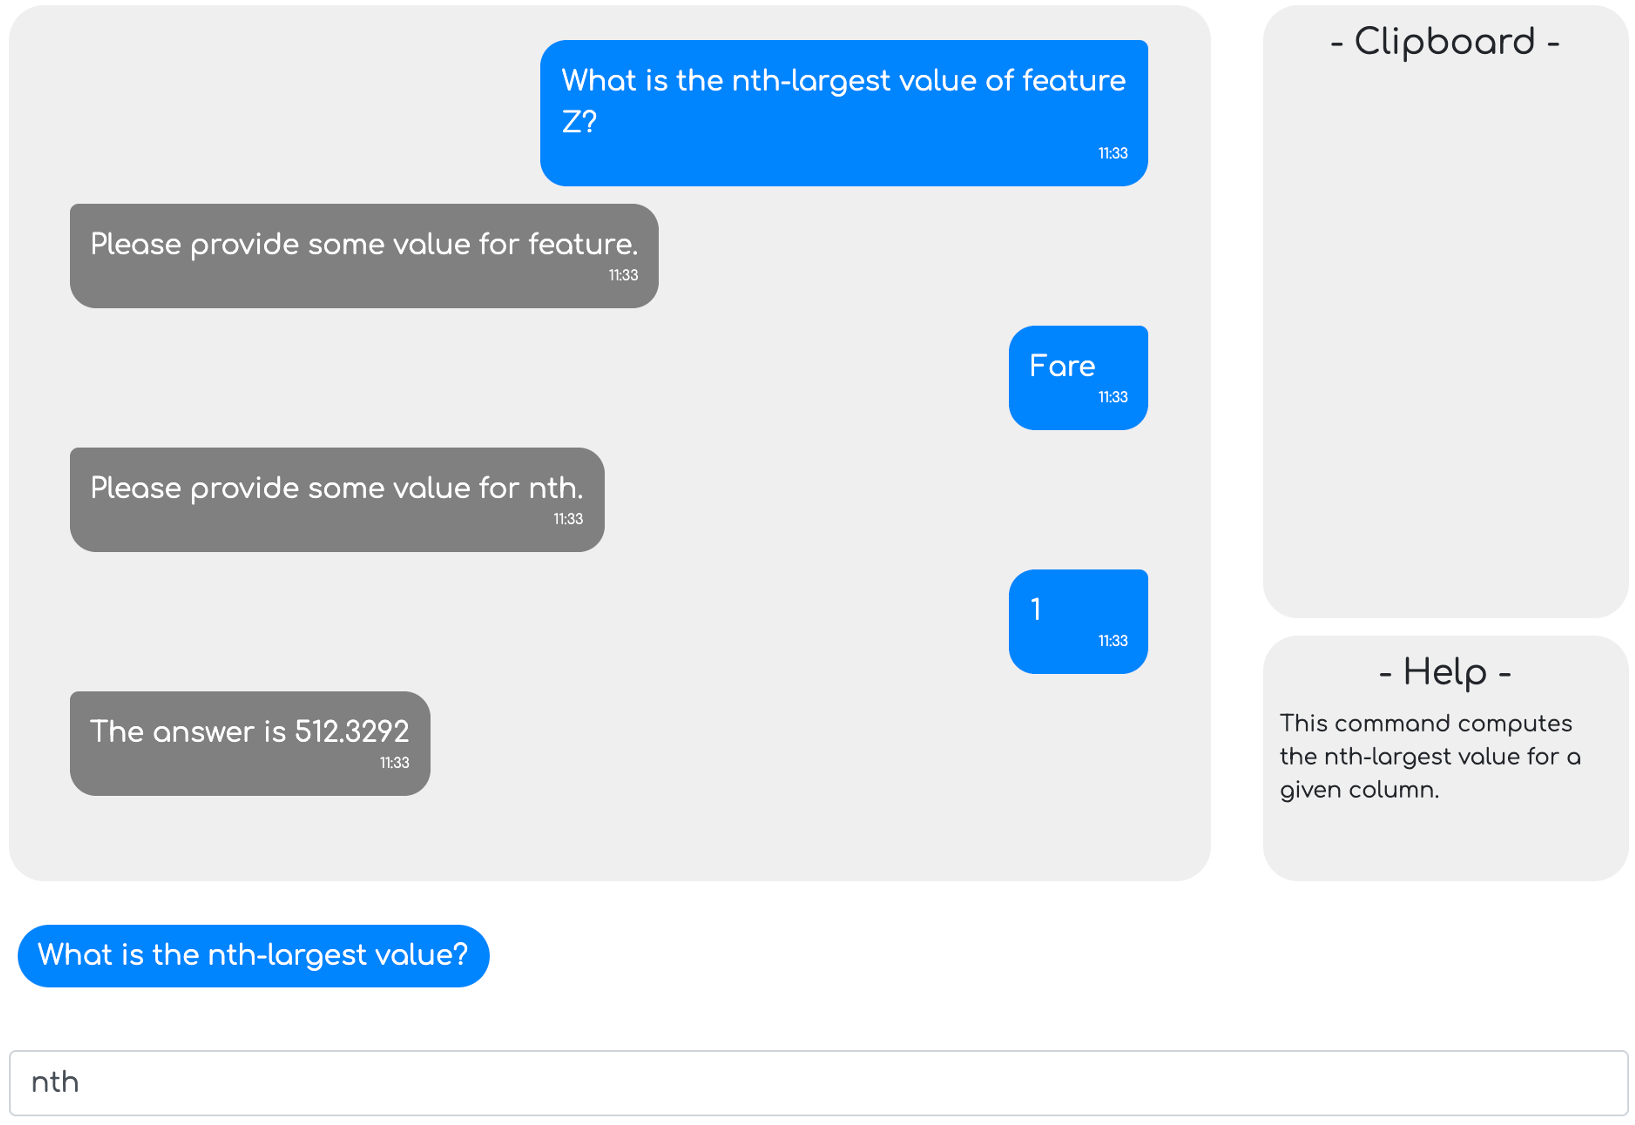 What is the nth-largest value of feature
Z?
11:33
Please provide some value for feature.
11:33
Fare
11:33
Please provide some value for nth.
11:33
1
11:33
The answer is 512.3292
11:33
- Clipboard -
- Help -
This command computes
the nth-largest value for a
given column.
What is the nth-largest value?
nth